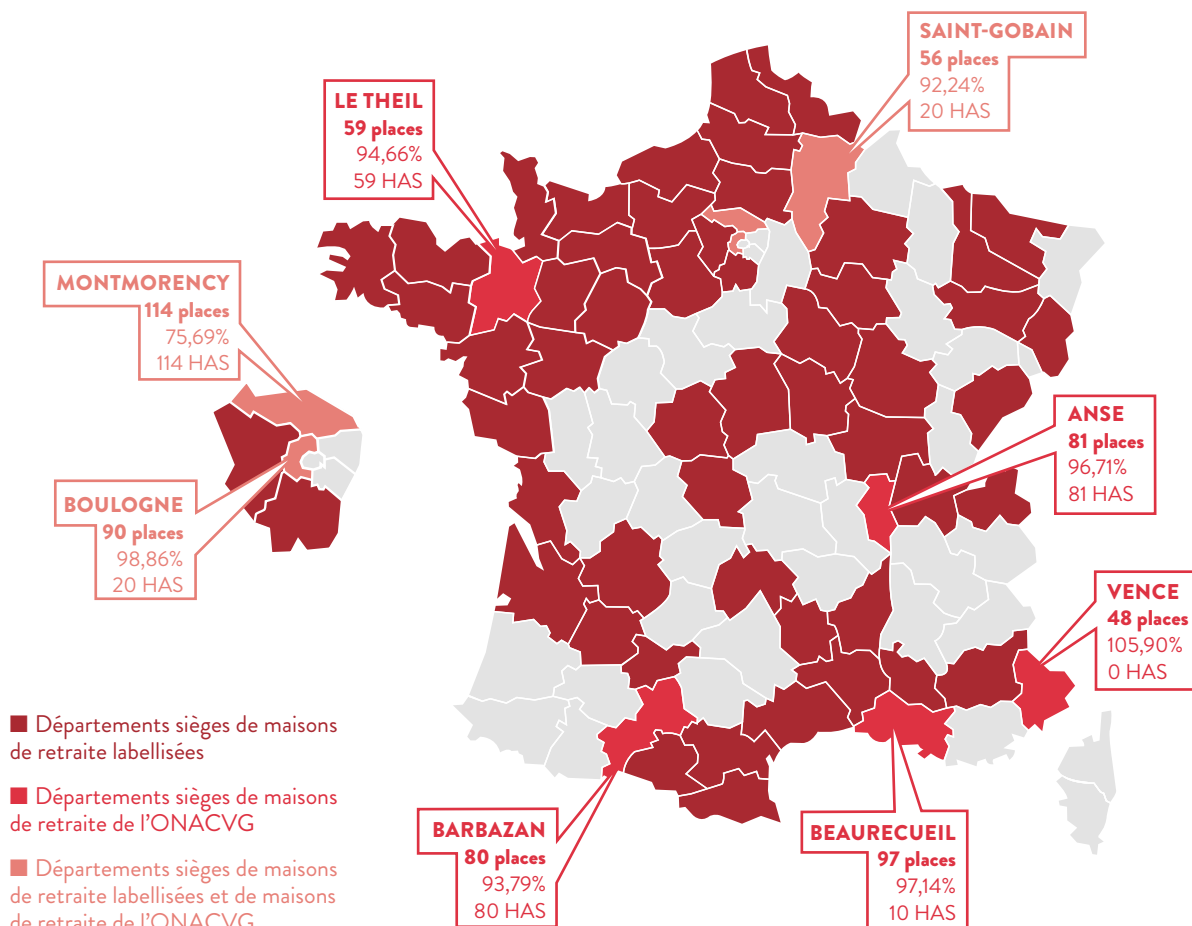 SAINT-GOBAIN
56 places
92,24%
20 HAS
LE THEIL
59 places
94,66%
59 HAS
MONTMORENCY
114 places
75,69%
114 HAS
BOULOGNE
90 places
98,86%
20 HAS
ANSE
81 places
96,71%
81 HAS
VENCE
48 places
105,90%
0 HAS
BARBAZAN
80 places
93,79%
80 HAS
BEAURECUEIL
97 places
97,14%
10 HAS
Départements sièges de maisons
de retraite labellisées
Départements sièges de maisons
de retraite de l'ONACVG
Départements sièges de maisons
de retraite labellisées et de maisons
de retraite de l'ONACVG